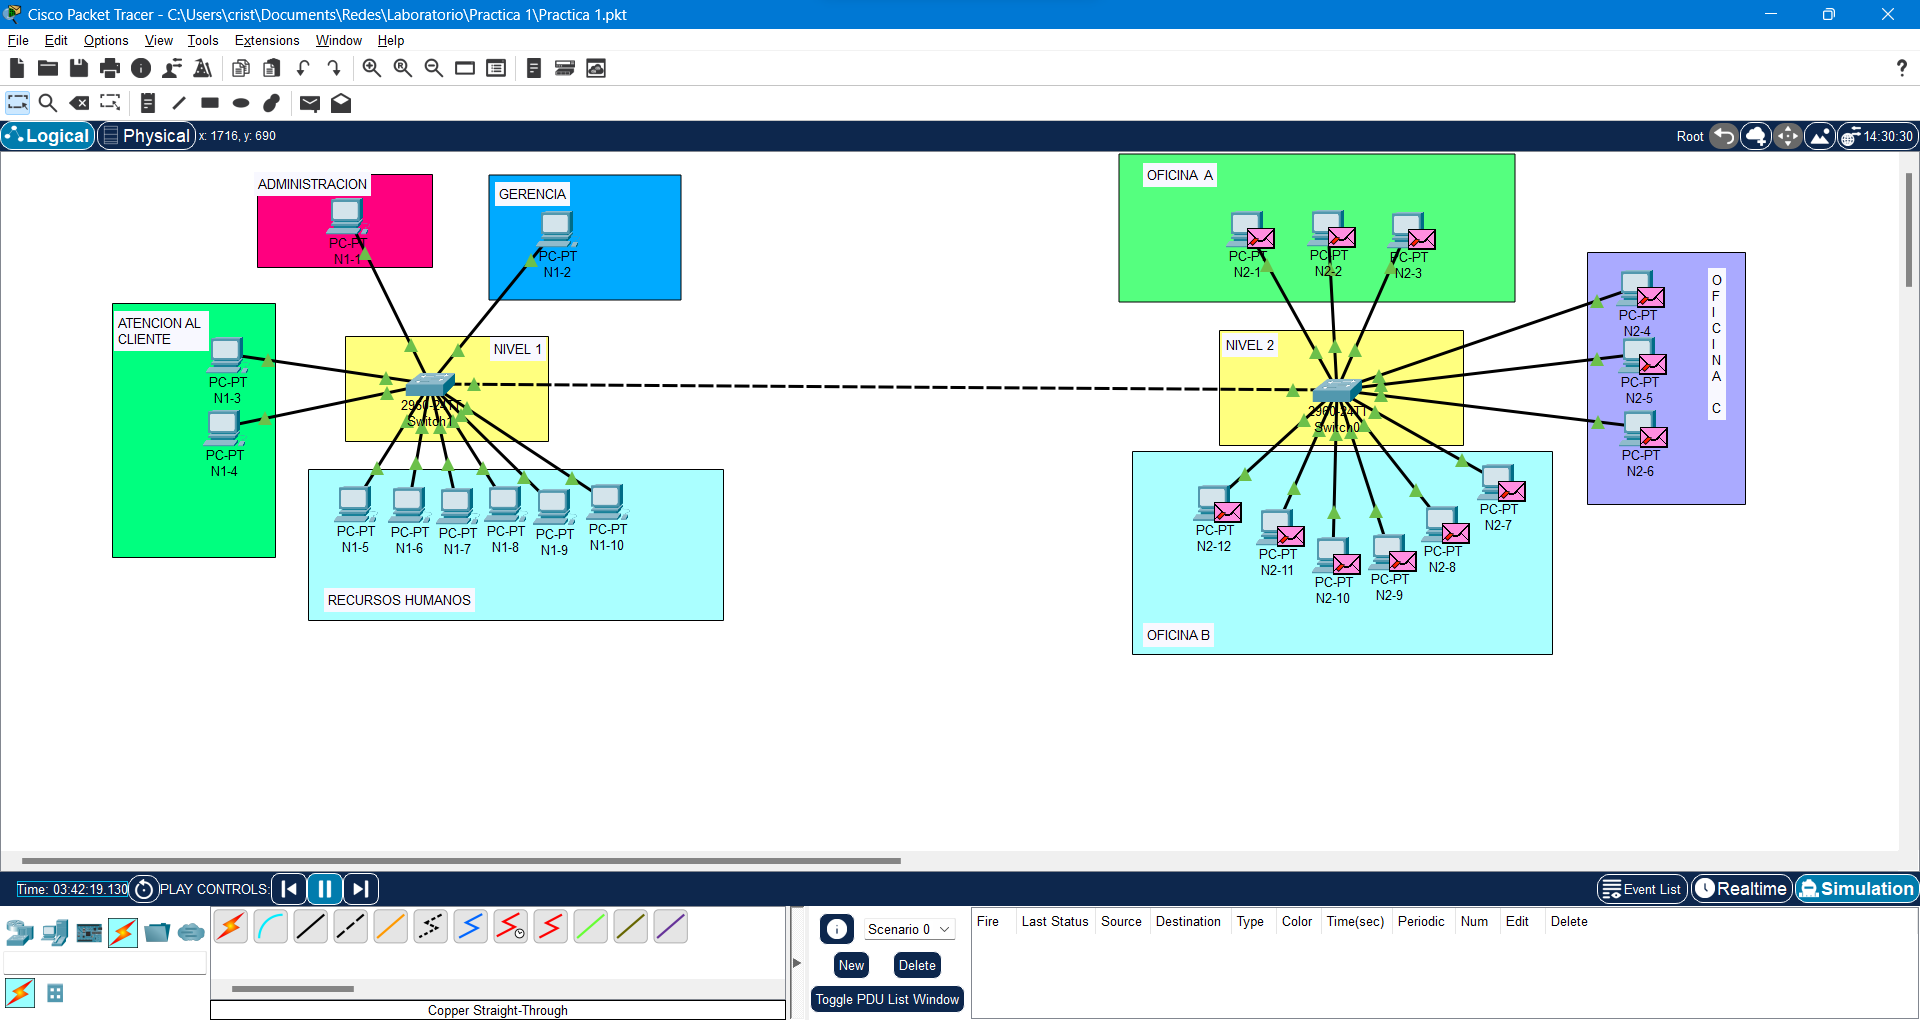 Cisco Packet Tracer - C:\Users\crist\Documents\Redes\Laboratorio\Practica 1\Practica 1.pkt
File Edit Options View Tools Extensions Window Help
?
Logical Physical x: 1716, y: 690 Root 14:30:30
ADMINISTRACION
PC-PT
N1-1
GERENCIA
PC-PT
N1-2
ATENCION AL
CLIENTE
PC-PT
N1-3
PC-PT
N1-4
NIVEL 1
2960-24TT
Switch1
PC-PT
N1-5
PC-PT
N1-6
PC-PT
N1-7
PC-PT
N1-8
PC-PT
N1-9
PC-PT
N1-10
RECURSOS HUMANOS
OFICINA A
PC-PT
N2-1
PC-PT
N2-2
PC-PT
N2-3
NIVEL 2
2960-24TT
Switch0
OFICINA C
PC-PT
N2-4
PC-PT
N2-5
PC-PT
N2-6
PC-PT
N2-7
PC-PT
N2-8
PC-PT
N2-9
PC-PT
N2-10
PC-PT
N2-11
PC-PT
N2-12
OFICINA B
Time: 03:42:19.130 PLAY CONTROLS: Event List Realtime Simulation
Scenario 0
New Delete
Toggle PDU List Window
Fire Last Status Source Destination Type Color Time(sec) Periodic Num Edit Delete
Copper Straight-Through